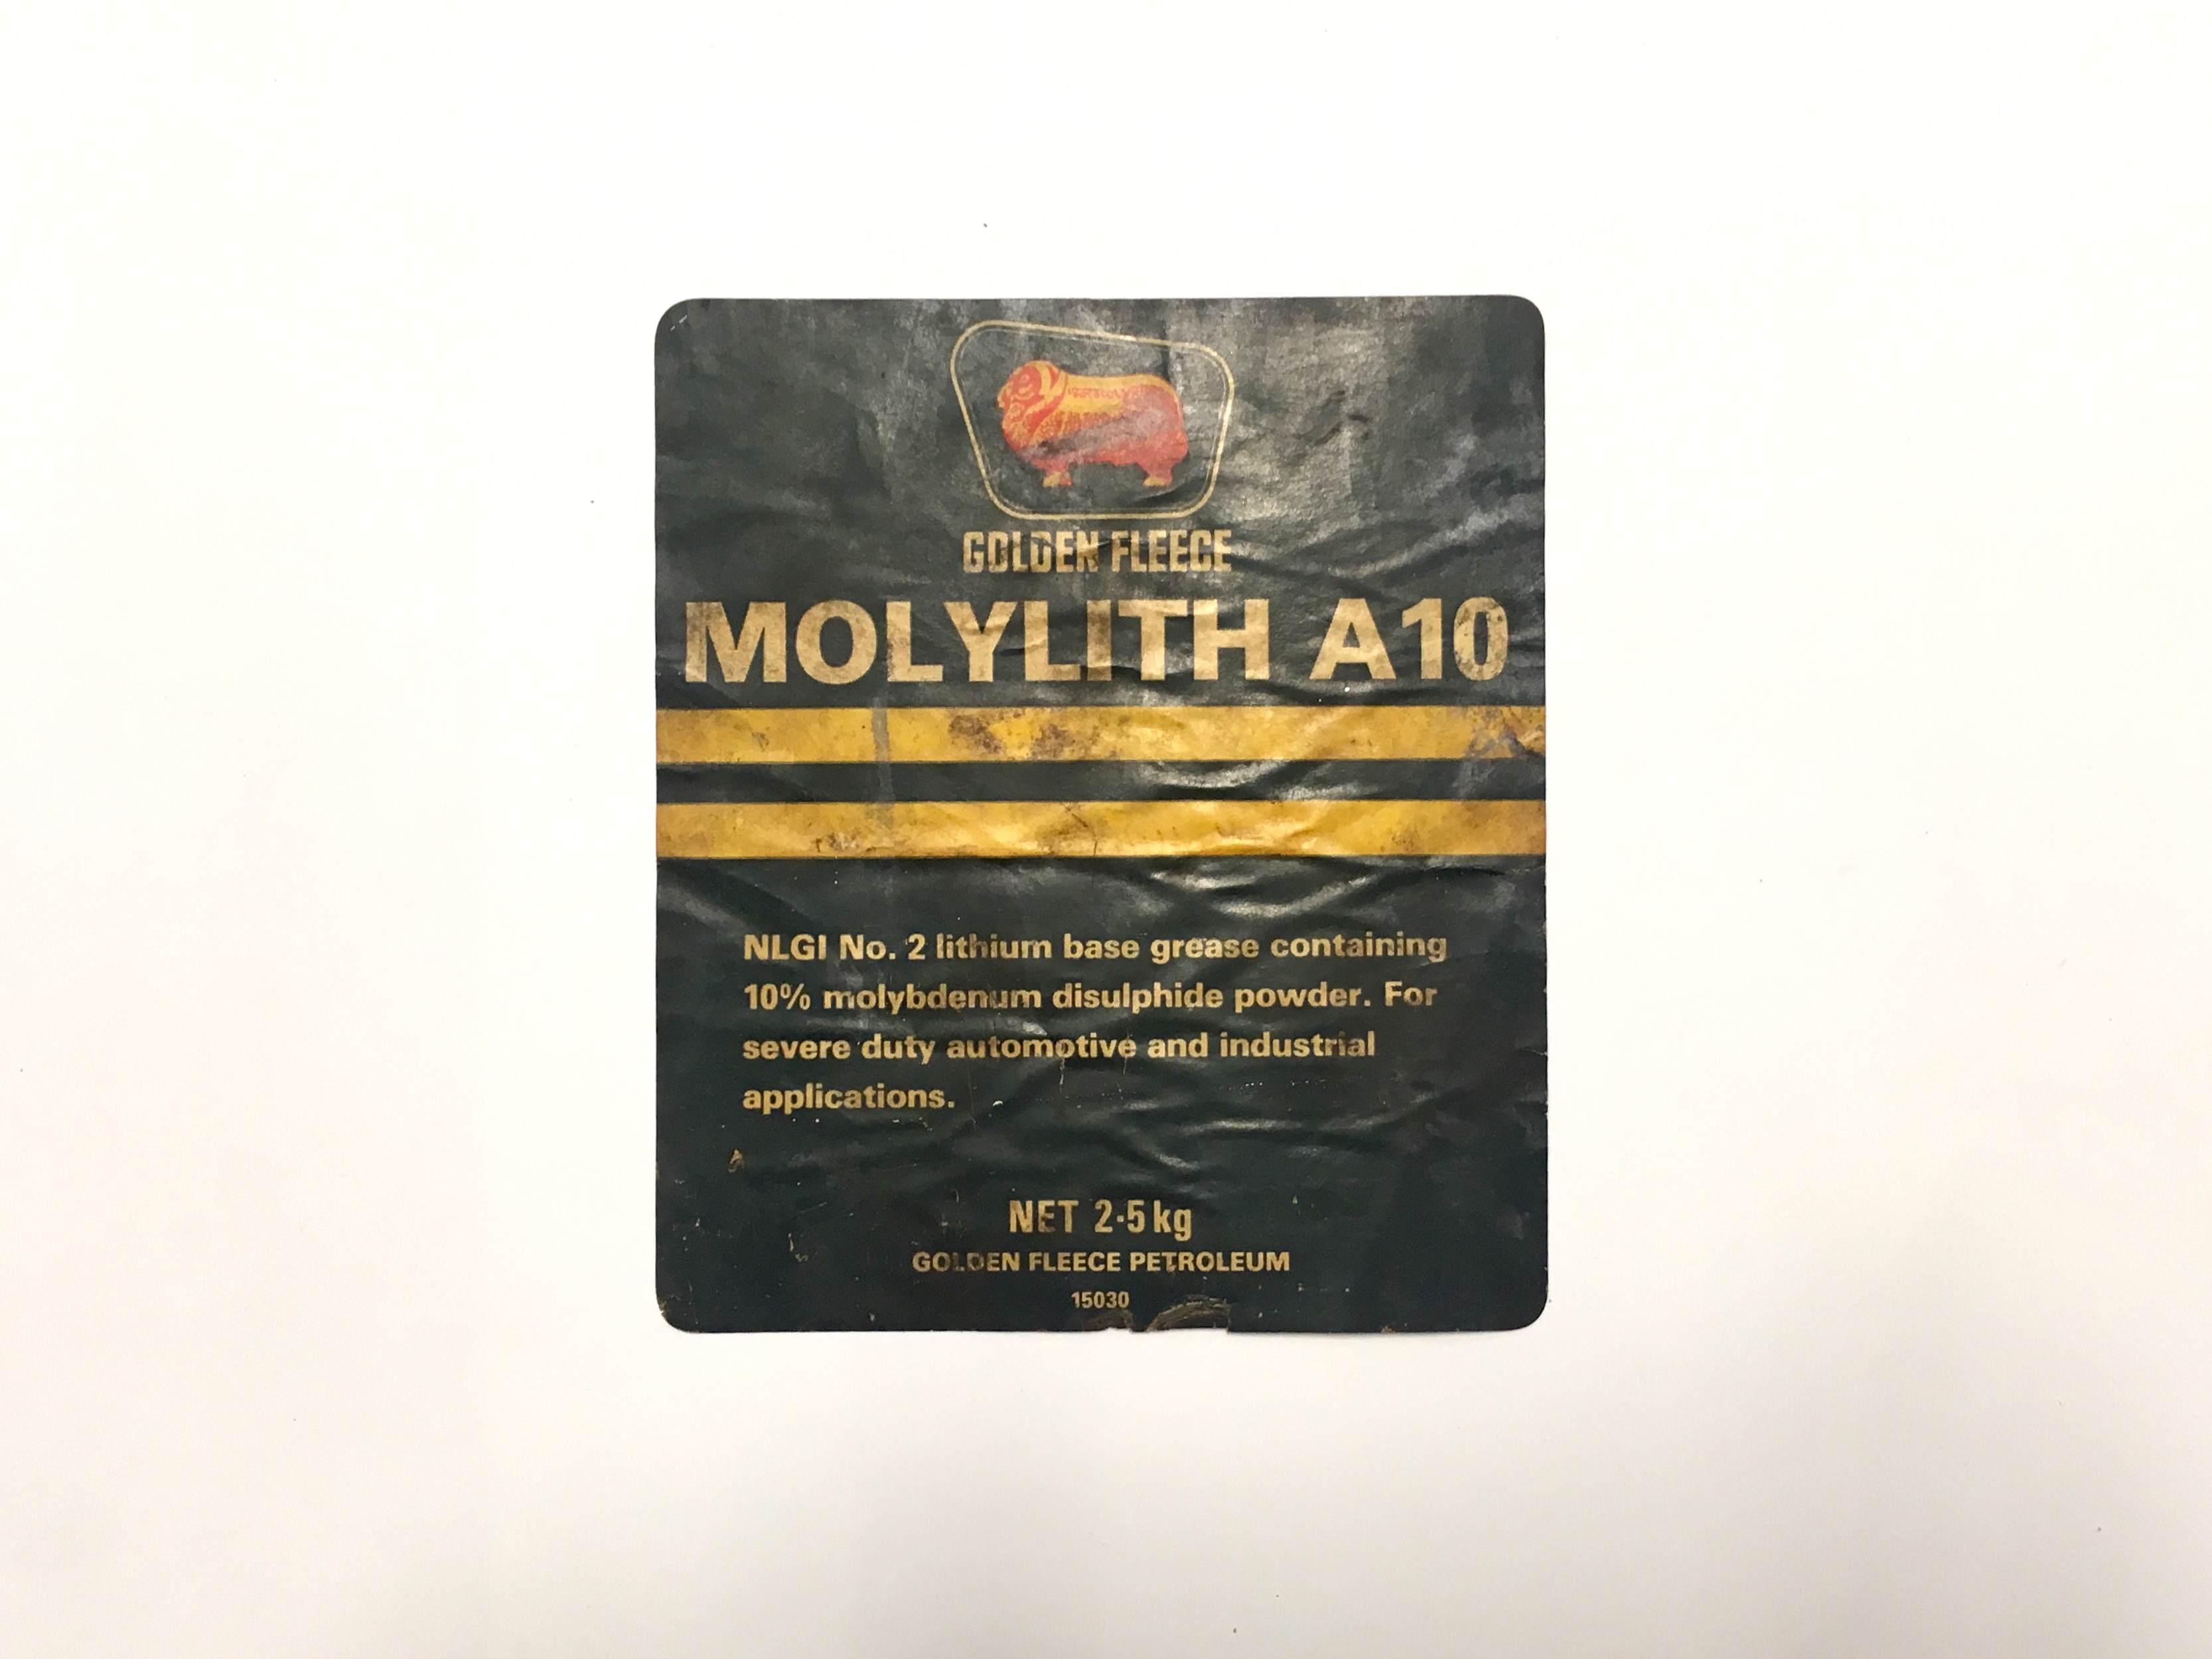 GOLDEN FLEECE
MOLYLITH A10
NLGI No. 2 lithium base grease containing
10% molybdenum disulphide powder. For
severe duty automotive and industrial
applications.
NET 2·5 kg
GOLDEN FLEECE PETROLEUM
15030